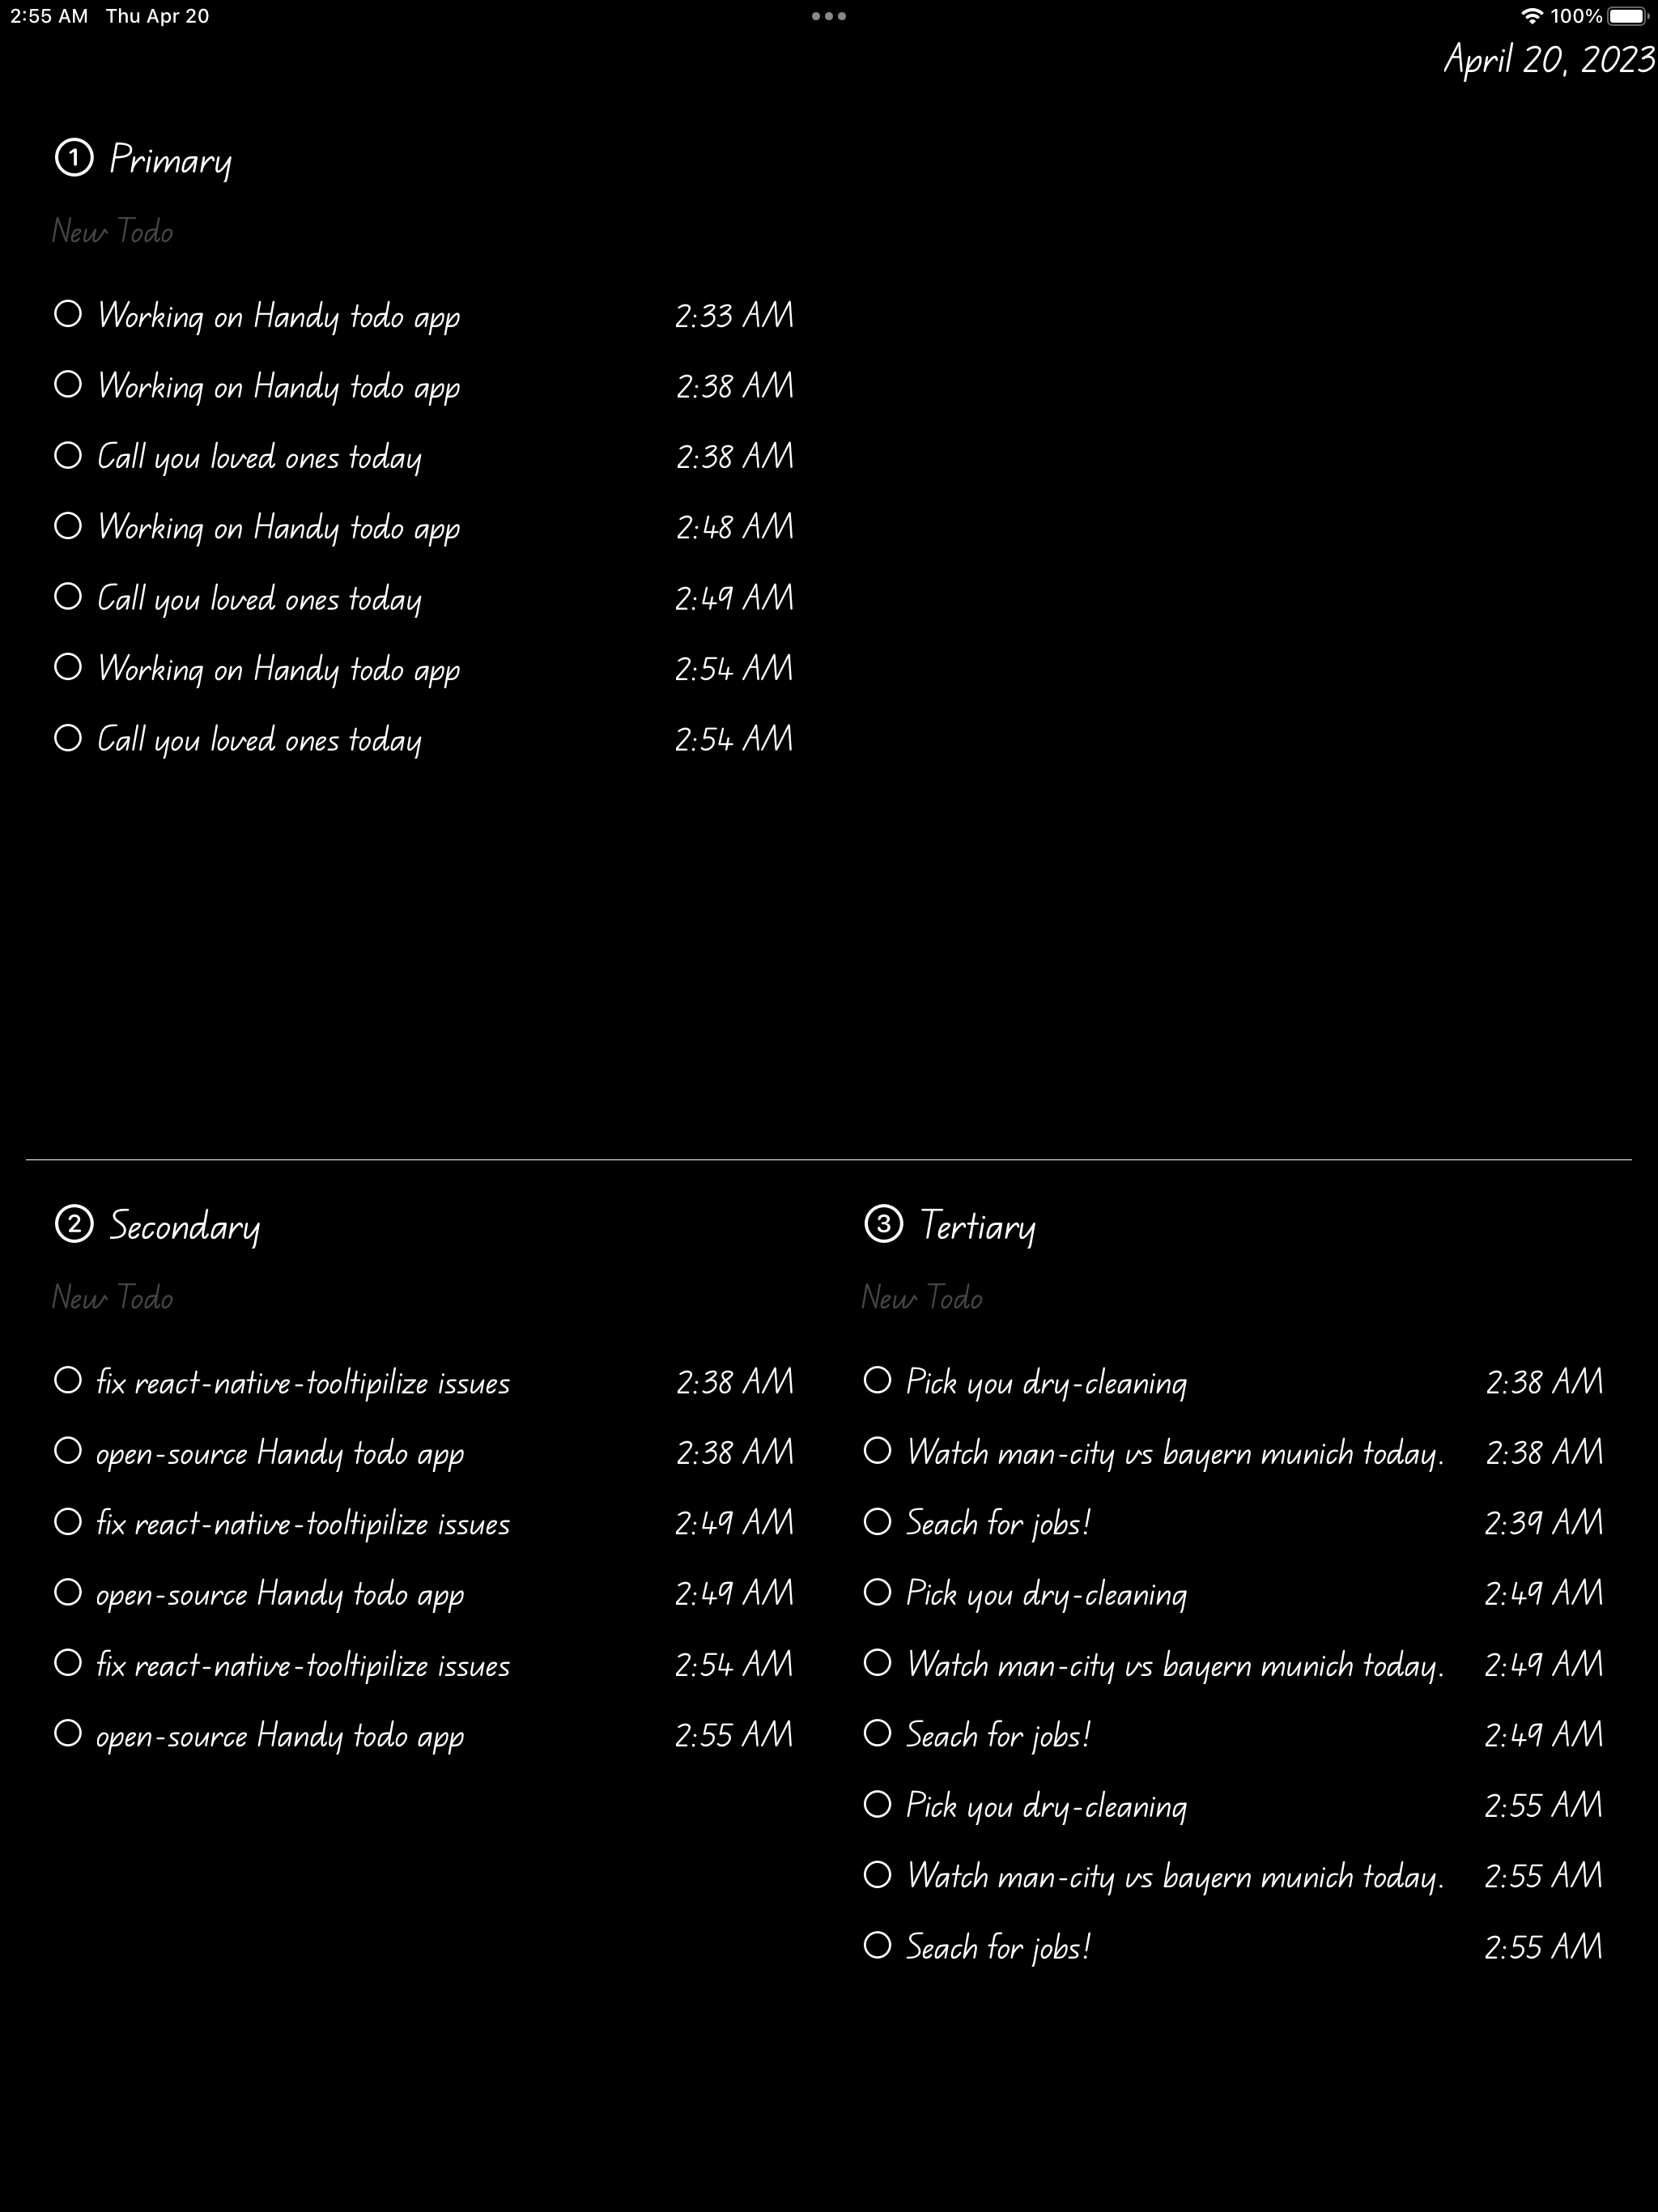 2:55 AM Thu Apr 20 100%
April 20, 2023
1 Primary
New Todo
Working on Handy todo app 2:33 AM
Working on Handy todo app 2:38 AM
Call you loved ones today 2:38 AM
Working on Handy todo app 2:48 AM
Call you loved ones today 2:49 AM
Working on Handy todo app 2:54 AM
Call you loved ones today 2:54 AM
2 Secondary
New Todo
fix react-native-tooltipilize issues 2:38 AM
open-source Handy todo app 2:38 AM
fix react-native-tooltipilize issues 2:49 AM
open-source Handy todo app 2:49 AM
fix react-native-tooltipilize issues 2:54 AM
open-source Handy todo app 2:55 AM
3 Tertiary
New Todo
Pick you dry-cleaning 2:38 AM
Watch man-city vs bayern munich today. 2:38 AM
Seach for jobs! 2:39 AM
Pick you dry-cleaning 2:49 AM
Watch man-city vs bayern munich today. 2:49 AM
Seach for jobs! 2:49 AM
Pick you dry-cleaning 2:55 AM
Watch man-city vs bayern munich today. 2:55 AM
Seach for jobs! 2:55 AM